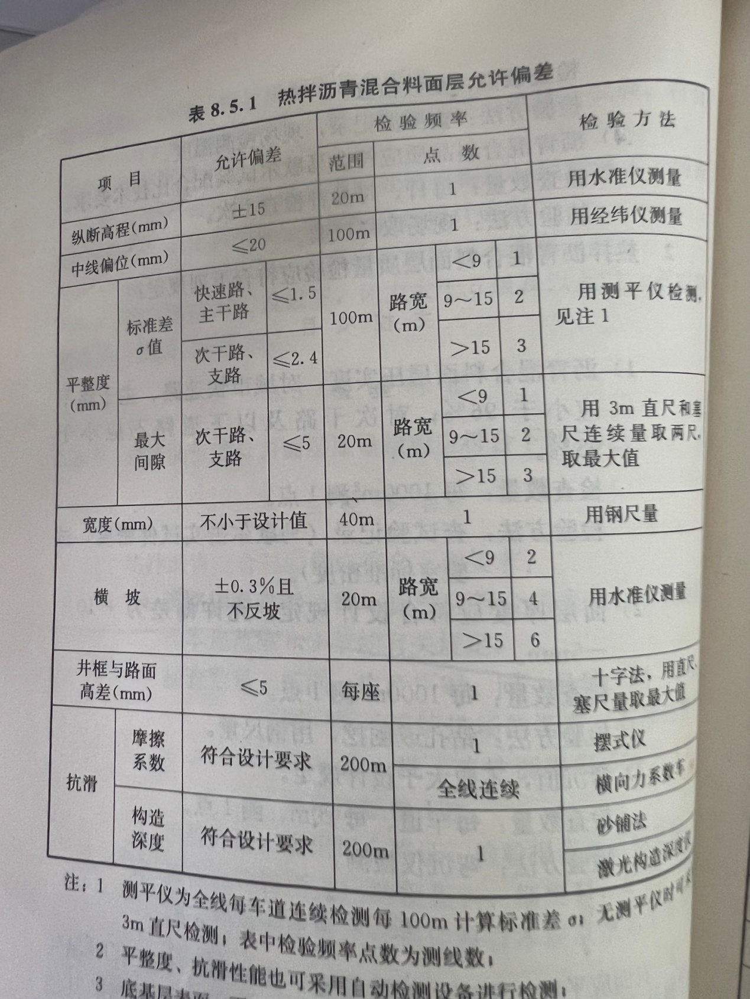 表8.5.1 热拌沥青混合料面层允许偏差
项 目 允许偏差 检验频率 检验方法
范围 点 数
纵断高程(mm) ±15 20m 1 用水准仪测量
中线偏位(mm) ≤20 100m 1 用经纬仪测量
平整度(mm) 标准差σ值 快速路、主干路 ≤1.5 100m 路宽(m) <9 1 用测平仪检测,见注1
9～15 2
次干路、支路 ≤2.4 >15 3
最大间隙 次干路、支路 ≤5 20m 路宽(m) <9 1 用3m直尺和塞尺连续量取两尺,取最大值
9～15 2
>15 3
宽度(mm) 不小于设计值 40m 1 用钢尺量
横 坡 ±0.3%且不反坡 20m 路宽(m) <9 2 用水准仪测量
9～15 4
>15 6
井框与路面高差(mm) ≤5 每座 1 十字法,用直尺、塞尺量取最大值
抗滑 摩擦系数 符合设计要求 200m 1 摆式仪
全线连续 横向力系数车
构造深度 符合设计要求 200m 1 砂铺法
激光构造深度仪
注:1 测平仪为全线每车道连续检测每100m计算标准差σ;无测平仪时可采
3m直尺检测;表中检验频率点数为测线数;
2 平整度、抗滑性能也可采用自动检测设备进行检测;
3 底基层表面